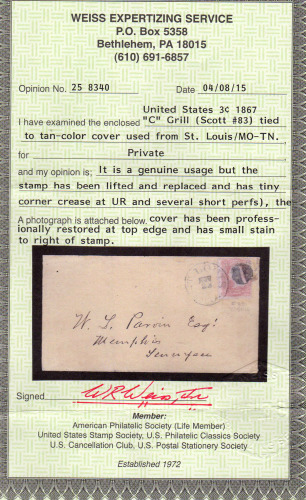 WEISS EXPERTIZING SERVICE
P.O. Box 5358
Bethlehem, PA 18015
(610) 691-6857
Opinion No. 25 8340 Date 04/08/15
United States 3¢ 1867
I have examined the enclosed "C" Grill (Scott #83) tied
to tan-color cover used from St. Louis/MO-TN.
for Private
and my opinion is; It is a genuine usage but the
stamp has been lifted and replaced and has tiny
corner crease at UR and several short perfs), the
A photograph is attached below. cover has been profess-
ionally restored at top edge and has small stain
to right of stamp.
W. L. Parvin Esq.
Memphis
Tennessee
Signed W R Weiss, Jr
Member:
American Philatelic Society (Life Member)
United States Stamp Society, U.S. Philatelic Classics Society
U.S. Cancellation Club, U.S. Postal Stationery Society
Established 1972